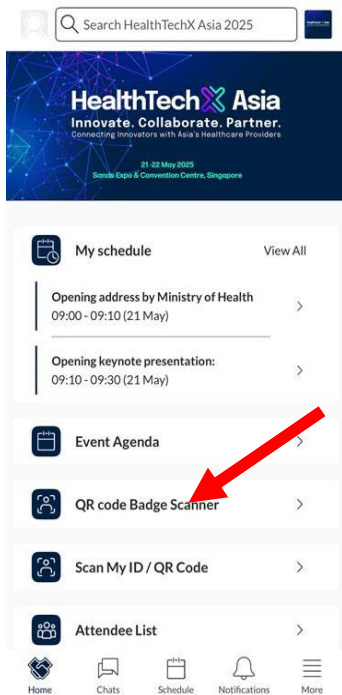 Search HealthTechX Asia 2025
HealthTechX Asia
Innovate. Collaborate. Partner.
Connecting Innovators with Asia's Healthcare Providers
21-22 May 2025
Sands Expo & Convention Centre, Singapore
My schedule View All
Opening address by Ministry of Health
09:00 - 09:10 (21 May)
Opening keynote presentation:
09:10 - 09:30 (21 May)
Event Agenda
QR code Badge Scanner
Scan My ID / QR Code
Attendee List
Home Chats Schedule Notifications More